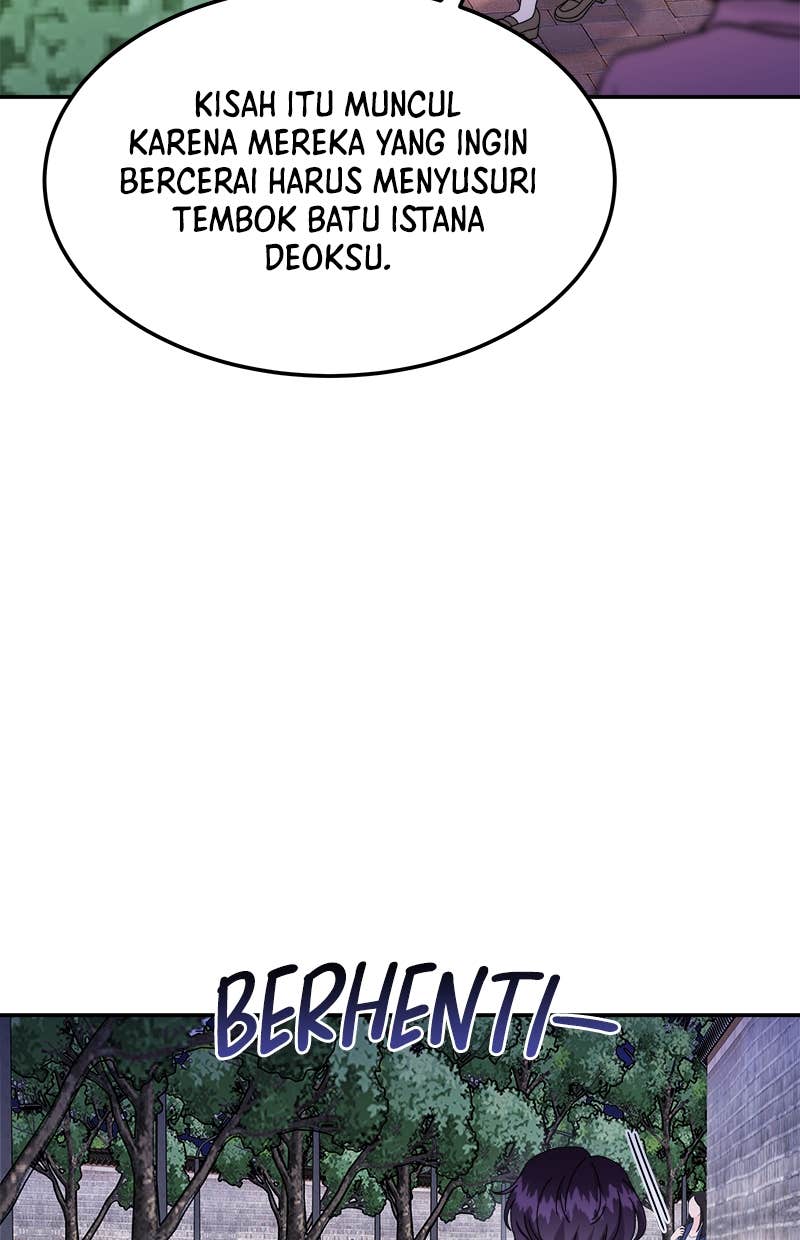 KISAH ITU MUNCUL
KARENA MEREKA YANG INGIN
BERCERAI HARUS MENYUSURI
TEMBOK BATU ISTANA
DEOKSU.
BERHENTI—